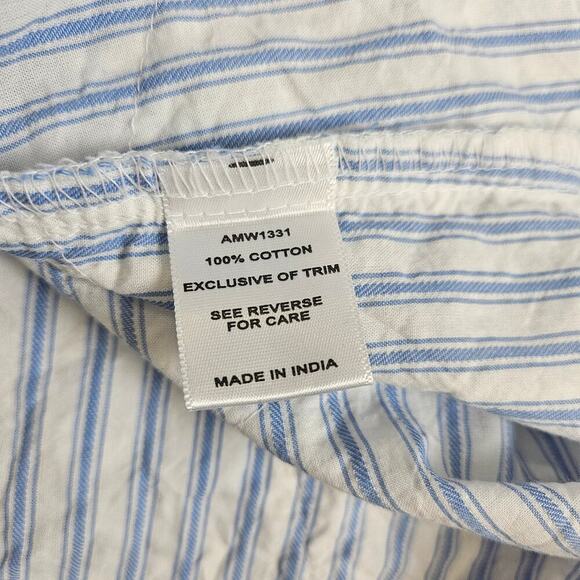 AMW1331
100% COTTON
EXCLUSIVE OF TRIM
SEE REVERSE
FOR CARE
MADE IN INDIA